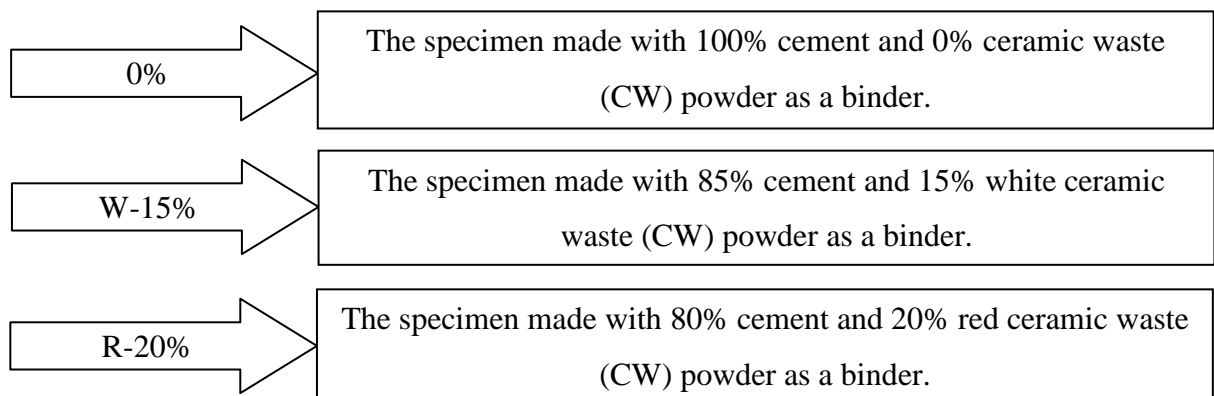 0%
The specimen made with 100% cement and 0% ceramic waste
(CW) powder as a binder.
W-15%
The specimen made with 85% cement and 15% white ceramic
waste (CW) powder as a binder.
R-20%
The specimen made with 80% cement and 20% red ceramic waste
(CW) powder as a binder.